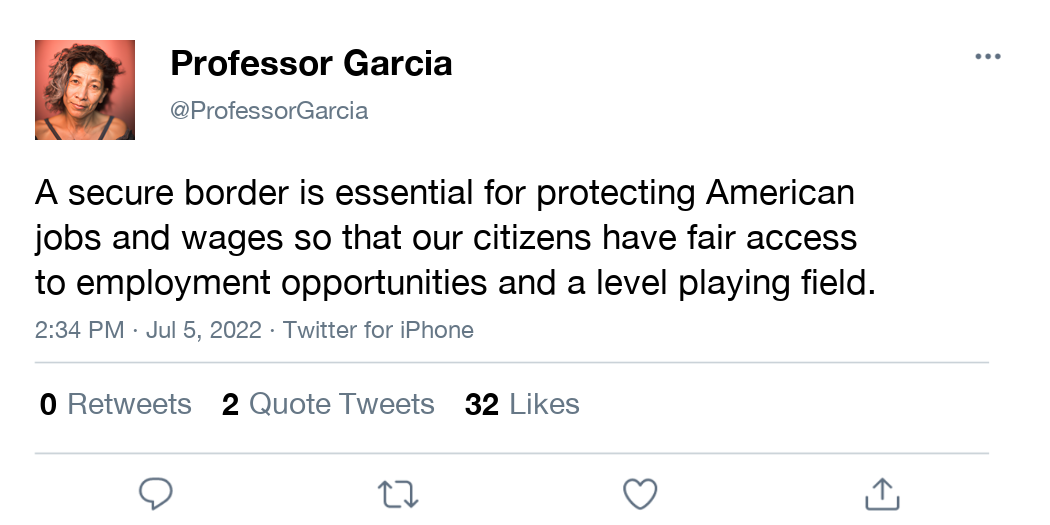 Professor Garcia
@ProfessorGarcia
A secure border is essential for protecting American
jobs and wages so that our citizens have fair access
to employment opportunities and a level playing field.
2:34 PM · Jul 5, 2022 · Twitter for iPhone
0 Retweets 2 Quote Tweets 32 Likes